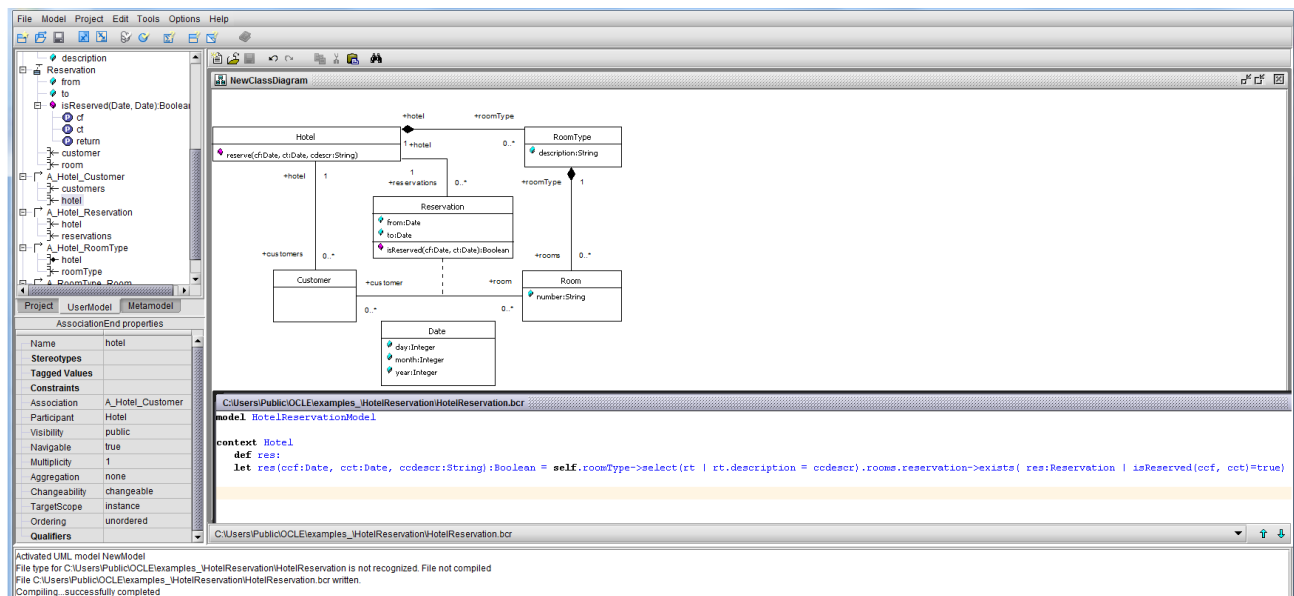 File Model Project Edit Tools Options Help
description
Reservation
from
to
isReserved(Date, Date):Boolear
cf
ct
return
customer
room
A_Hotel_Customer
customers
hotel
A_Hotel_Reservation
hotel
reservations
A_Hotel_RoomType
hotel
roomType
A_RoomType_Room
Project UserModel Metamodel
AssociationEnd properties
Name hotel
Stereotypes
Tagged Values
Constraints
Association A_Hotel_Customer
Participant Hotel
Visibility public
Navigable true
Multiplicity 1
Aggregation none
Changeability changeable
TargetScope instance
Ordering unordered
Qualifiers
NewClassDiagram
+hotel +roomType
Hotel
reserve(cf:Date, ct:Date, cdescr:String)
1 +hotel 0..*
RoomType
description:String
+hotel 1
1
+reservations 0..*
+roomType 1
Reservation
from:Date
to:Date
isReserved(cf:Date, ct:Date):Boolean
+customers 0..*
+rooms 0..*
Customer
+customer +room
0..* 0..*
Room
number:String
Date
day:Integer
month:Integer
year:Integer
C:\Users\Public\OCLE\examples_\HotelReservation\HotelReservation.bcr
model HotelReservationModel
context Hotel
def res:
let res(ccf:Date, cct:Date, ccdescr:String):Boolean = self.roomType->select(rt | rt.description = ccdescr).rooms.reservation->exists( res:Reservation | isReserved(ccf, cct)=true)
C:\Users\Public\OCLE\examples_\HotelReservation\HotelReservation.bcr
Activated UML model NewModel
File type for C:\Users\Public\OCLE\examples_\HotelReservation\HotelReservation is not recognized. File not compiled
File C:\Users\Public\OCLE\examples_\HotelReservation\HotelReservation.bcr written.
Compiling...successfully completed